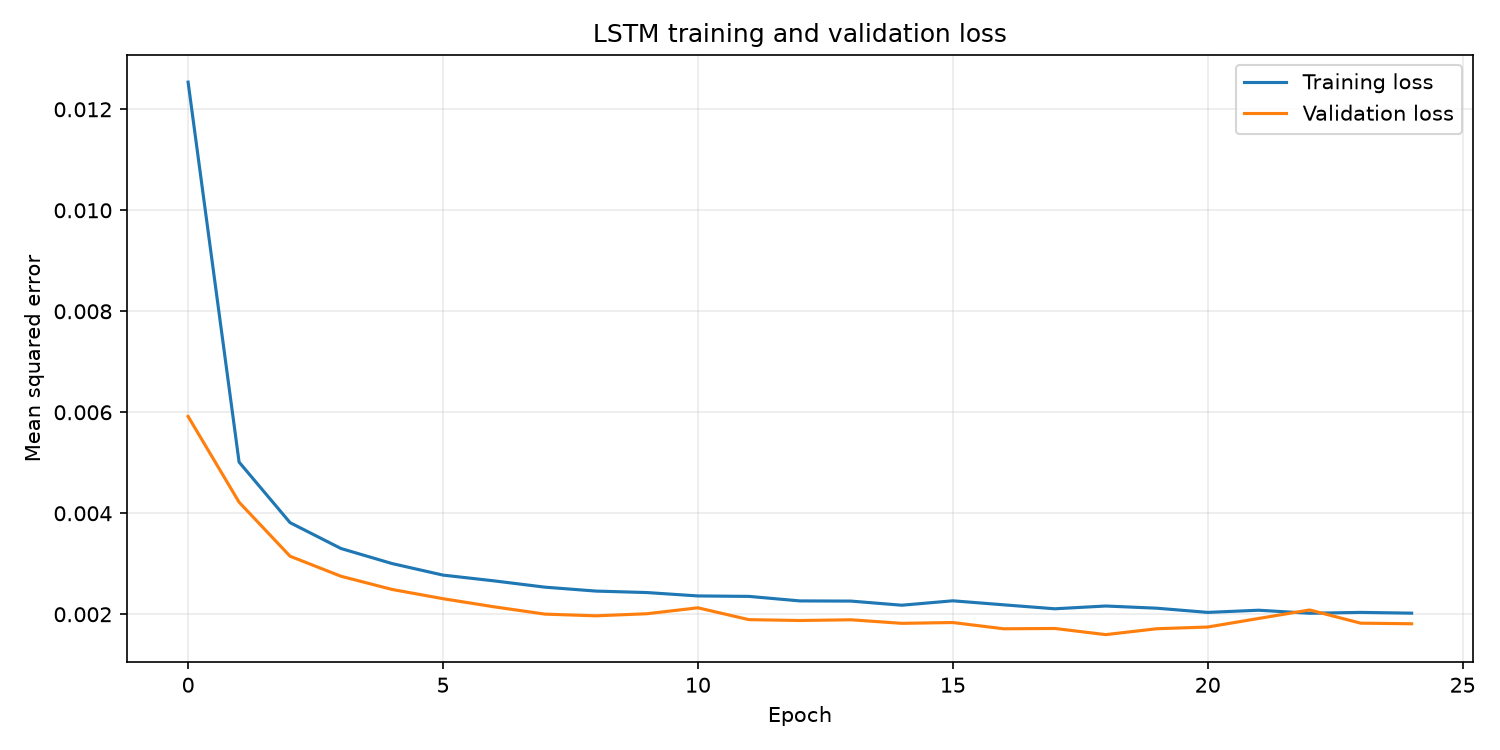 LSTM training and validation loss
Training loss
Validation loss
0.012
0.010
0.008
0.006
0.004
0.002
Mean squared error
0 5 10 15 20 25
Epoch